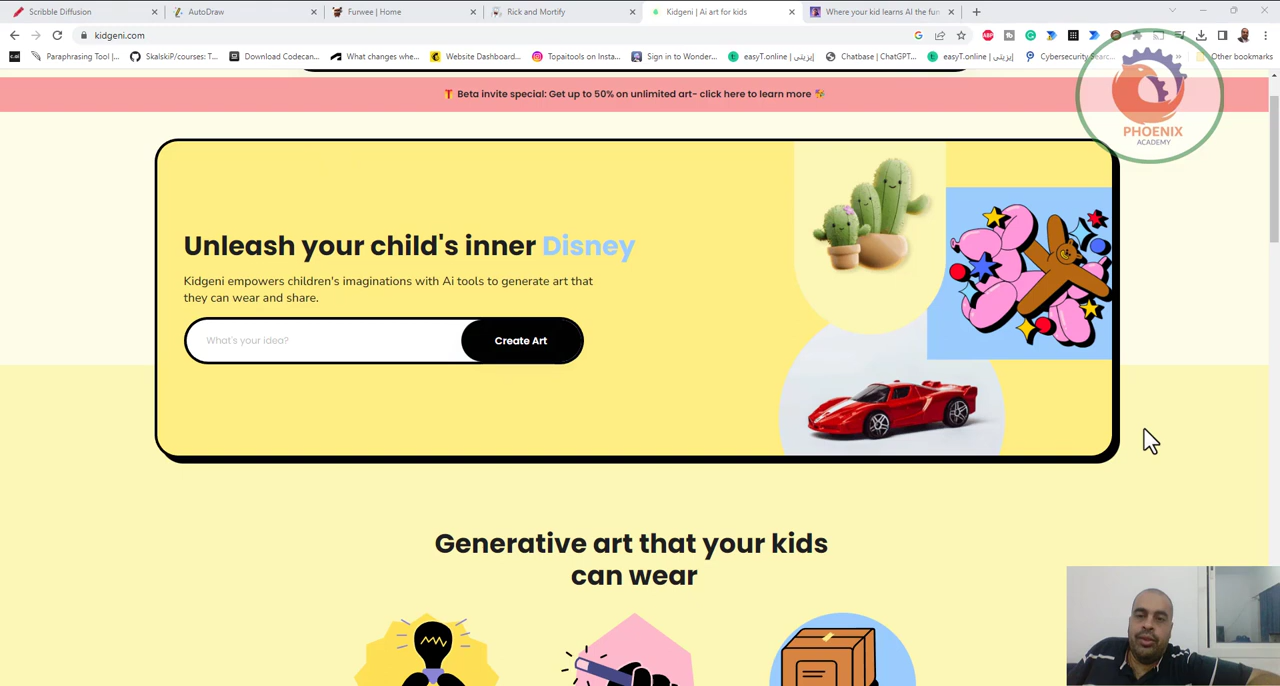 Scribble Diffusion
AutoDraw
Furwee | Home
Rick and Mortify
Kidgeni | Ai art for kids
Where your kid learns AI the fun
kidgeni.com
Paraphrasing Tool |...
SkalskiP/courses: T...
Download Codecan...
What changes whe...
Website Dashboard...
Topaitools on Insta...
Sign in to Wonder...
easyT.online | إيزيتي
Chatbase | ChatGPT...
easyT.online | إيزيتي
Cybersecurity Sear...
Other bookmarks
Beta invite special: Get up to 50% on unlimited art- click here to learn more
PHOENIX
ACADEMY
Unleash your child's inner Disney
Kidgeni empowers children's imaginations with Ai tools to generate art that
they can wear and share.
What's your idea?
Create Art
Generative art that your kids
can wear